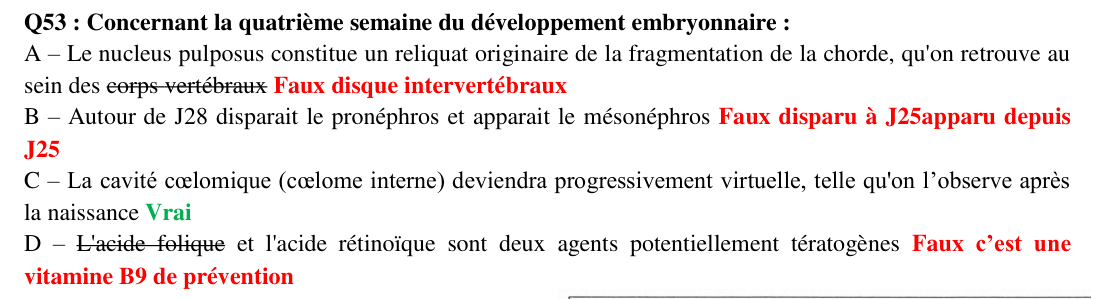 Q53 : Concernant la quatrième semaine du développement embryonnaire :
A – Le nucleus pulposus constitue un reliquat originaire de la fragmentation de la chorde, qu'on retrouve au
sein des corps vertébraux Faux disque intervertébraux
B – Autour de J28 disparait le pronéphros et apparait le mésonéphros Faux disparu à J25apparu depuis
J25
C – La cavité cœlomique (cœlome interne) deviendra progressivement virtuelle, telle qu'on l’observe après
la naissance Vrai
D – L'acide folique et l'acide rétinoïque sont deux agents potentiellement tératogènes Faux c’est une
vitamine B9 de prévention